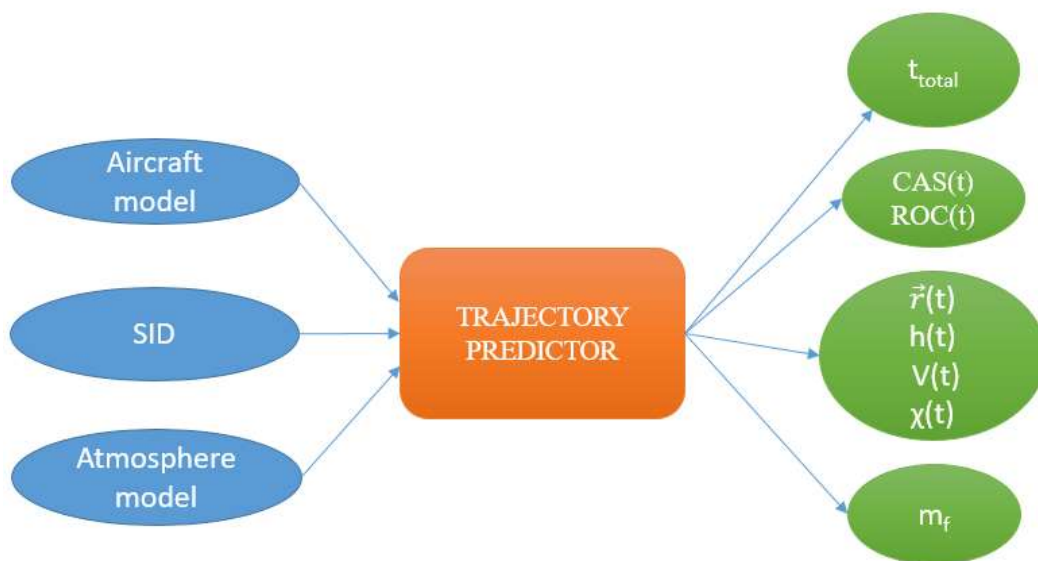 Aircraft
model
SID
Atmosphere
model
TRAJECTORY
PREDICTOR
t_total
CAS(t)
ROC(t)
r⃗(t)
h(t)
V(t)
χ(t)
m_f